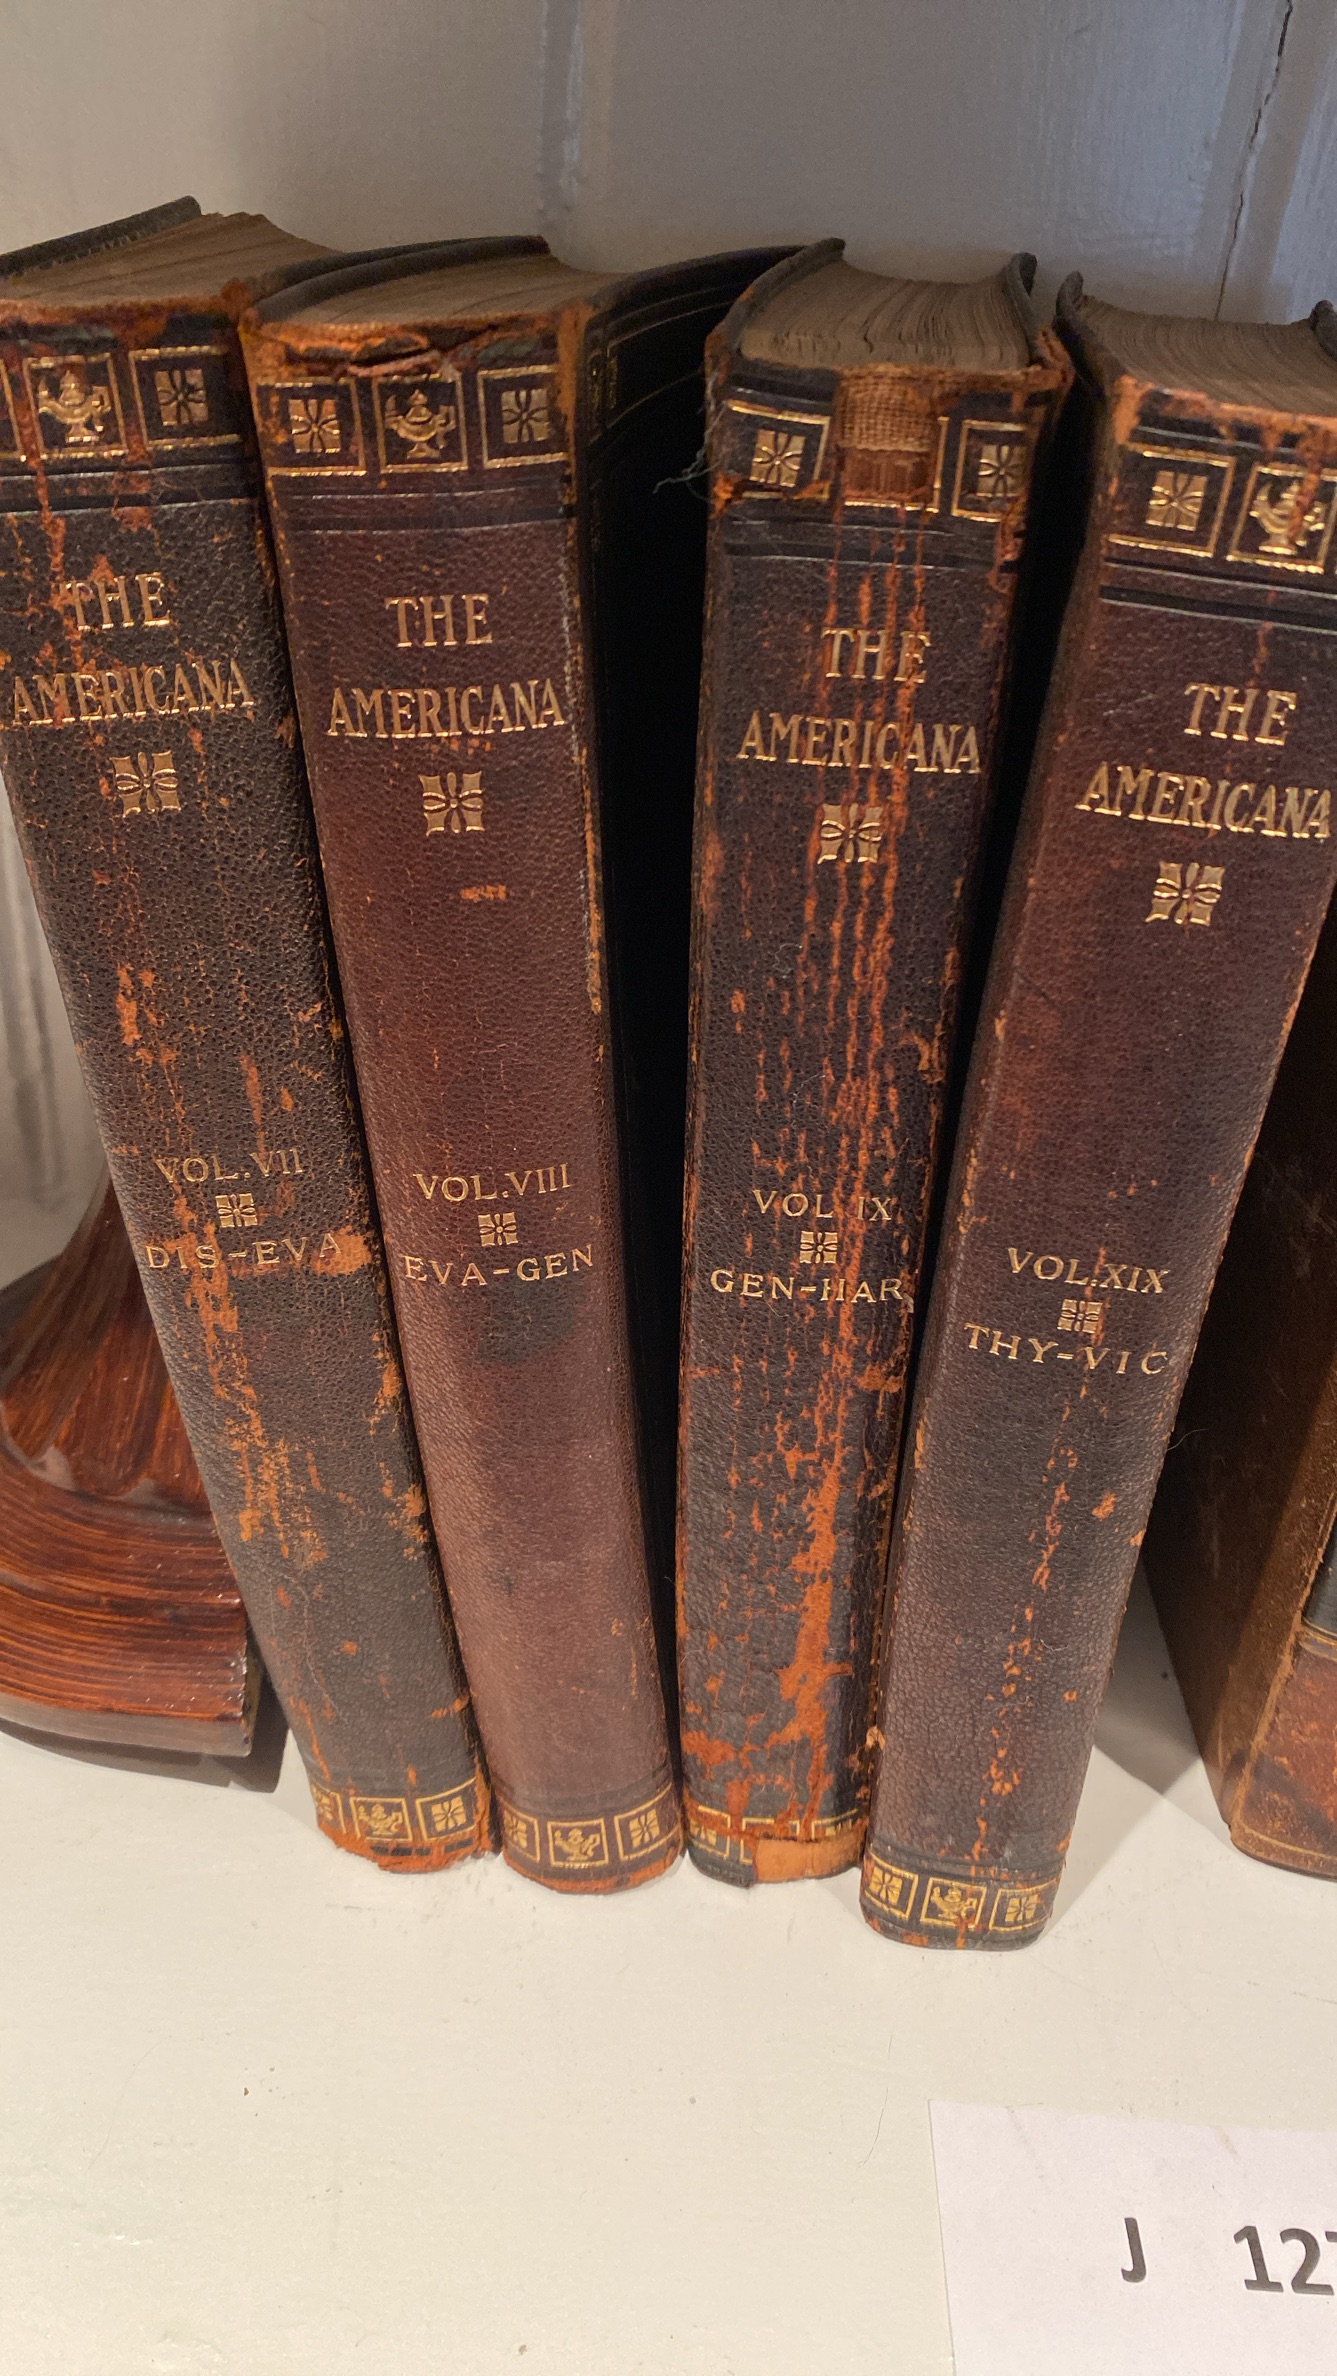 THE
AMERICANA
VOL.VII
DIS-EVA
THE
AMERICANA
VOL.VIII
EVA-GEN
THE
AMERICANA
VOL IX
GEN-HAR
THE
AMERICANA
VOL.XIX
THY-VIC
J 12